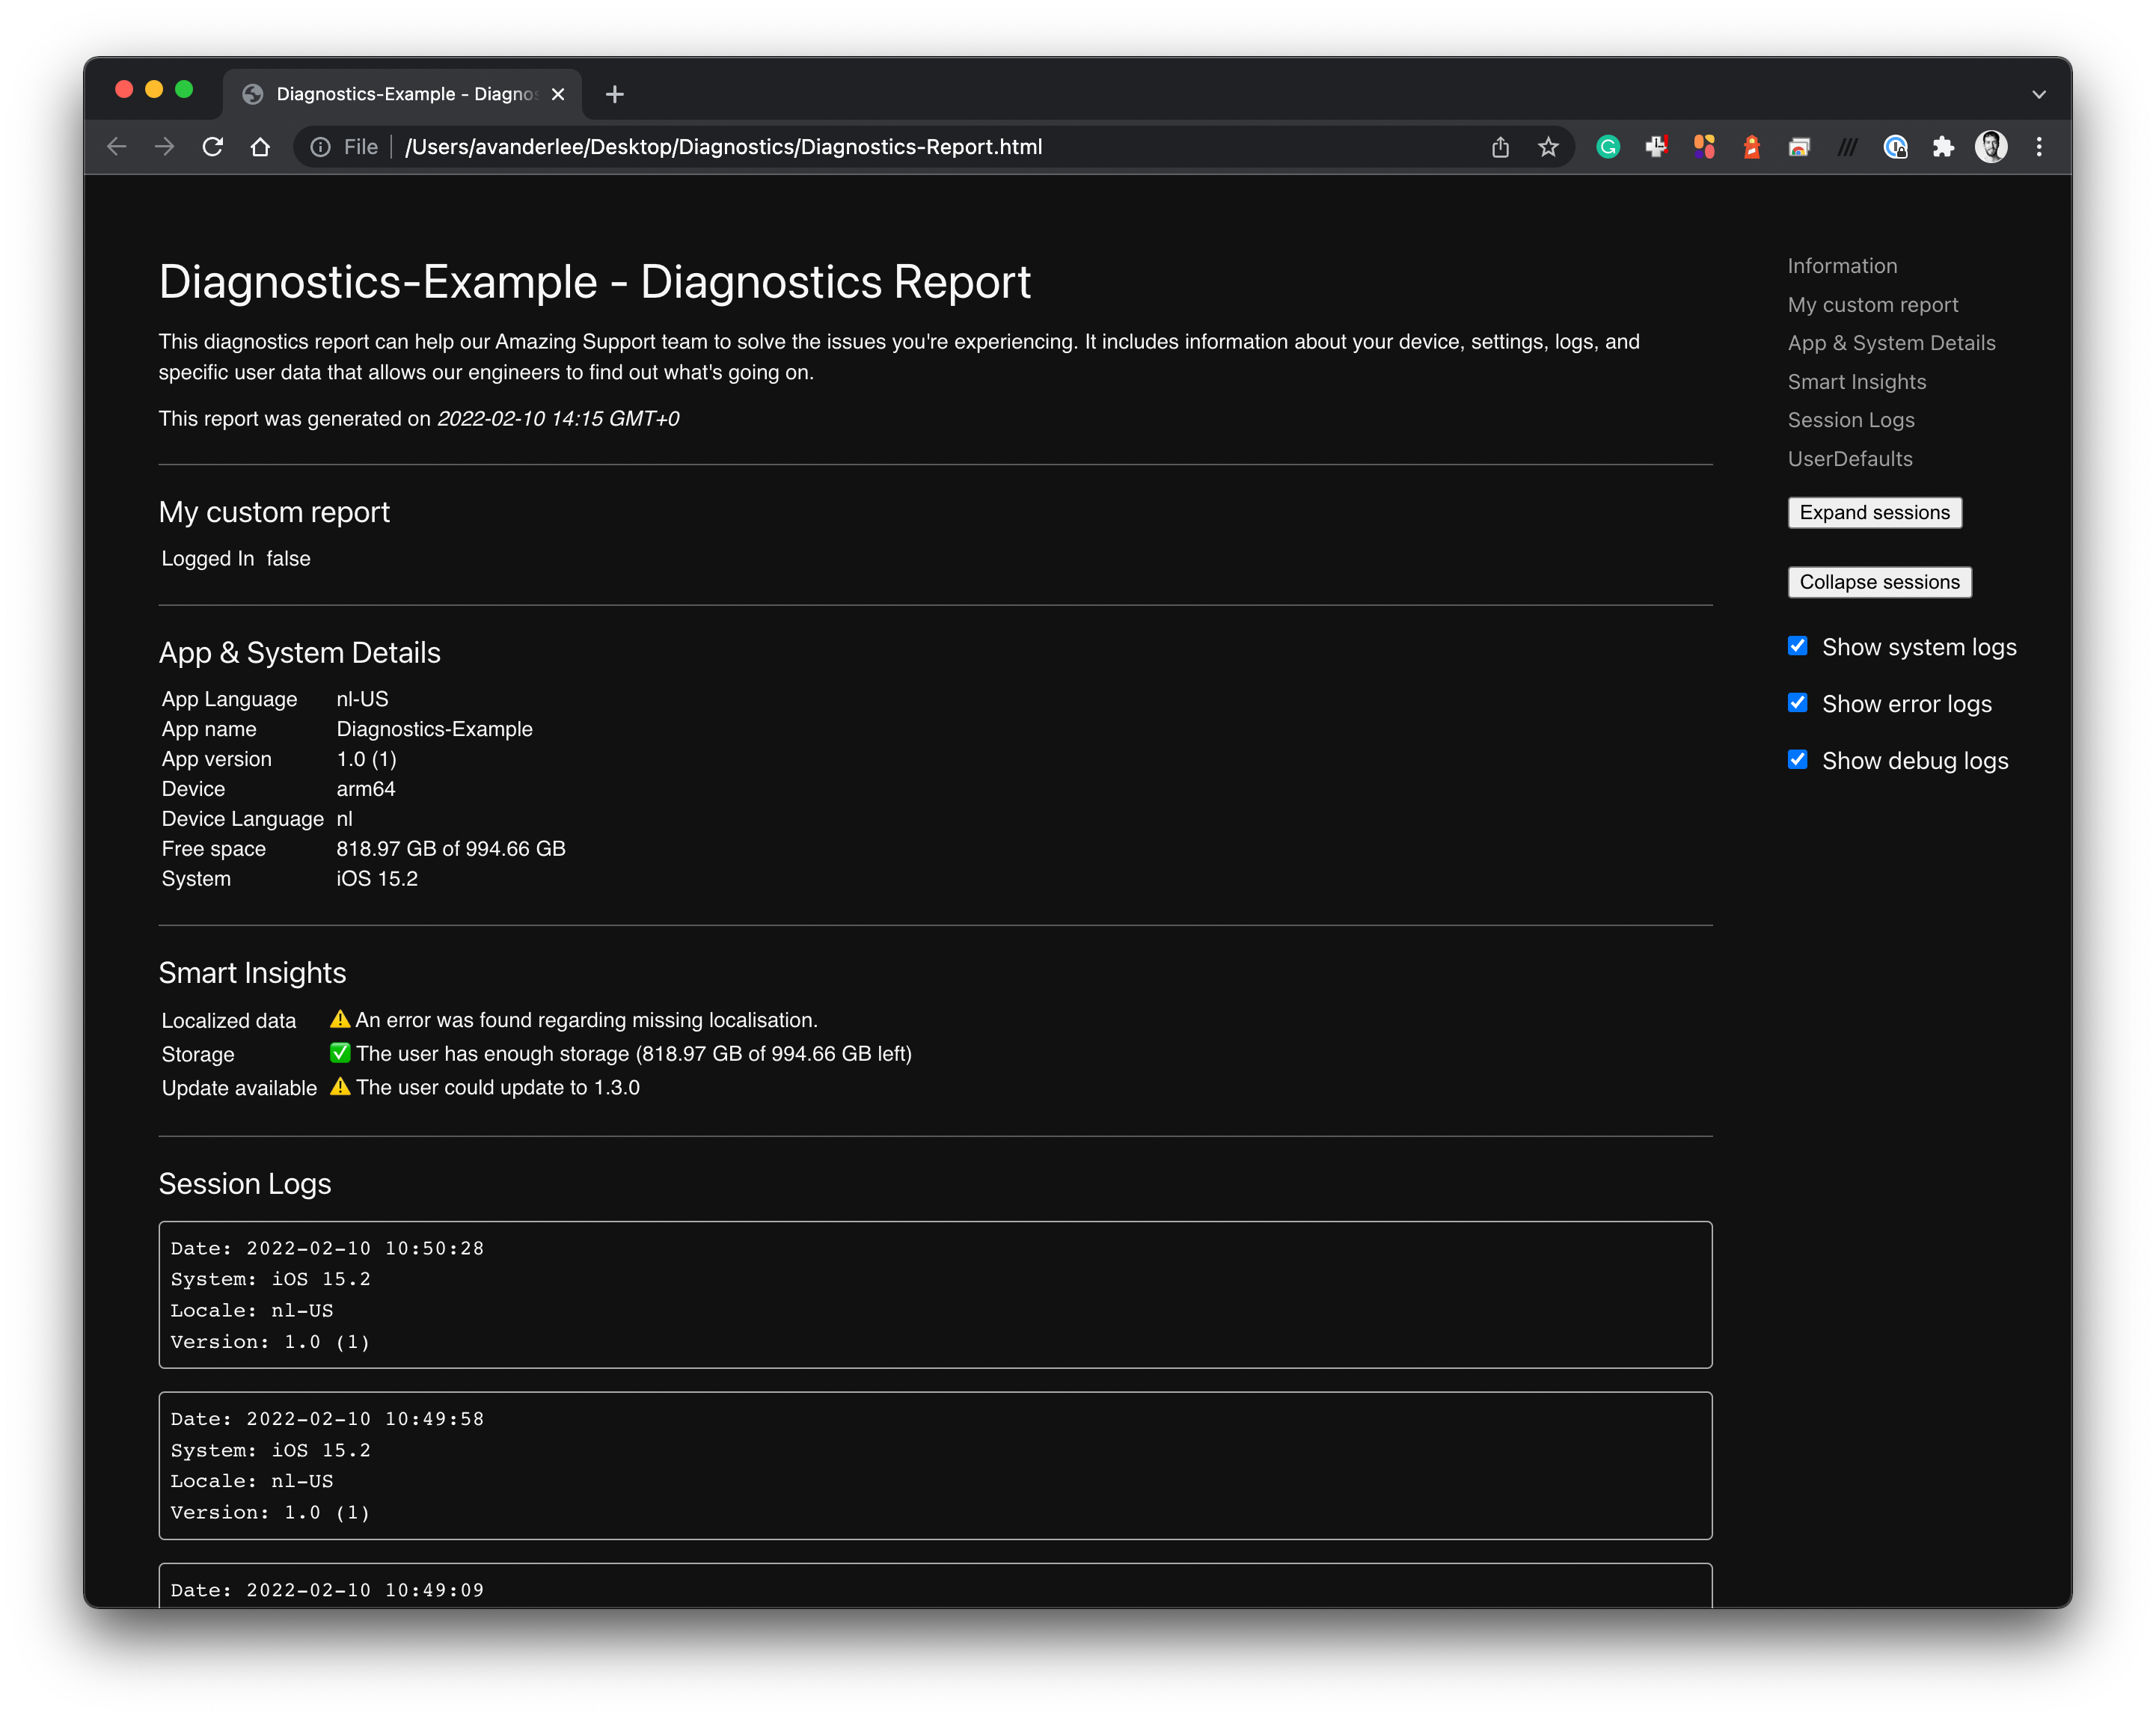 Diagnostics-Example - Diagnos
File
/Users/avanderlee/Desktop/Diagnostics/Diagnostics-Report.html
Diagnostics-Example - Diagnostics Report
This diagnostics report can help our Amazing Support team to solve the issues you're experiencing. It includes information about your device, settings, logs, and
specific user data that allows our engineers to find out what's going on.
This report was generated on 2022-02-10 14:15 GMT+0
My custom report
Logged In false
App & System Details
App Language nl-US
App name Diagnostics-Example
App version 1.0 (1)
Device arm64
Device Language nl
Free space 818.97 GB of 994.66 GB
System iOS 15.2
Smart Insights
Localized data ⚠️ An error was found regarding missing localisation.
Storage ✅ The user has enough storage (818.97 GB of 994.66 GB left)
Update available ⚠️ The user could update to 1.3.0
Session Logs
Date: 2022-02-10 10:50:28
System: iOS 15.2
Locale: nl-US
Version: 1.0 (1)
Date: 2022-02-10 10:49:58
System: iOS 15.2
Locale: nl-US
Version: 1.0 (1)
Date: 2022-02-10 10:49:09
Information
My custom report
App & System Details
Smart Insights
Session Logs
UserDefaults
Expand sessions
Collapse sessions
Show system logs
Show error logs
Show debug logs